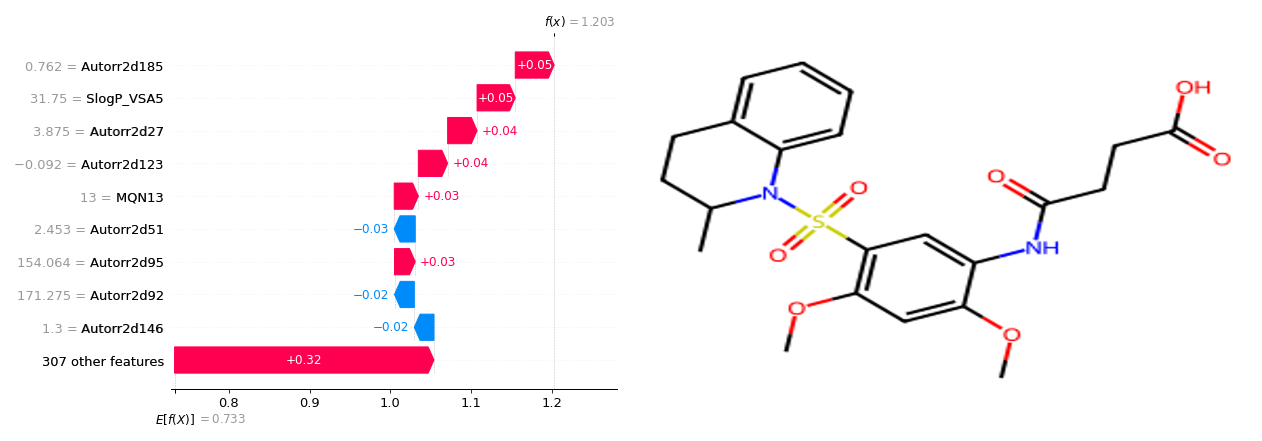 f(x) = 1.203
0.762 = Autorr2d185
+0.05
31.75 = SlogP_VSA5
+0.05
3.875 = Autorr2d27
+0.04
−0.092 = Autorr2d123
+0.04
13 = MQN13
+0.03
2.453 = Autorr2d51
−0.03
154.064 = Autorr2d95
+0.03
171.275 = Autorr2d92
−0.02
1.3 = Autorr2d146
−0.02
307 other features
+0.32
0.8 0.9 1.0 1.1 1.2
E[f(X)] = 0.733
OH
O
O
O
N
S
O
NH
O
O